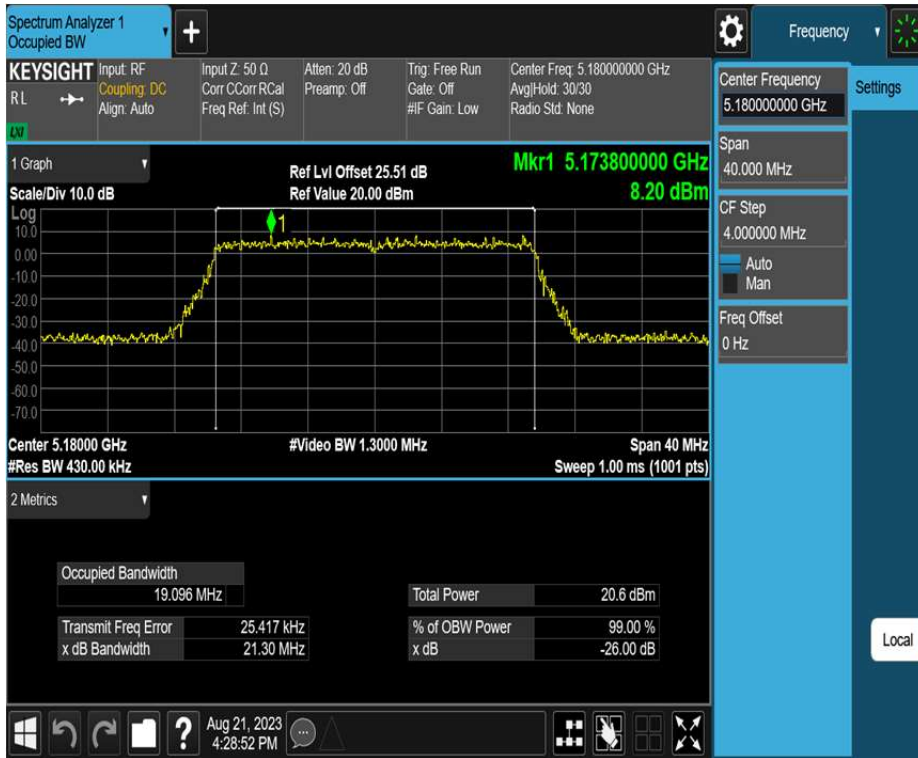 Spectrum Analyzer 1
Occupied BW
+
Frequency
KEYSIGHT
R L
LXI
Input: RF
Coupling: DC
Align: Auto
Input Z: 50 Ω
Corr CCorr RCal
Freq Ref: Int (S)
Atten: 20 dB
Preamp: Off
Trig: Free Run
Gate: Off
#IF Gain: Low
Center Freq: 5.180000000 GHz
Avg|Hold: 30/30
Radio Std: None
Center Frequency
5.180000000 GHz
Settings
Span
40.000 MHz
CF Step
4.000000 MHz
Auto
Man
Freq Offset
0 Hz
Local
1 Graph
Scale/Div 10.0 dB
Ref Lvl Offset 25.51 dB
Ref Value 20.00 dBm
Mkr1 5.173800000 GHz
8.20 dBm
Log
10.0
0.00
-10.0
-20.0
-30.0
-40.0
-50.0
-60.0
-70.0
1
Center 5.18000 GHz
#Video BW 1.3000 MHz
Span 40 MHz
#Res BW 430.00 kHz
Sweep 1.00 ms (1001 pts)
2 Metrics
Occupied Bandwidth
19.096 MHz
Total Power 20.6 dBm
Transmit Freq Error 25.417 kHz
% of OBW Power 99.00 %
x dB Bandwidth 21.30 MHz
x dB -26.00 dB
?
Aug 21, 2023
4:28:52 PM